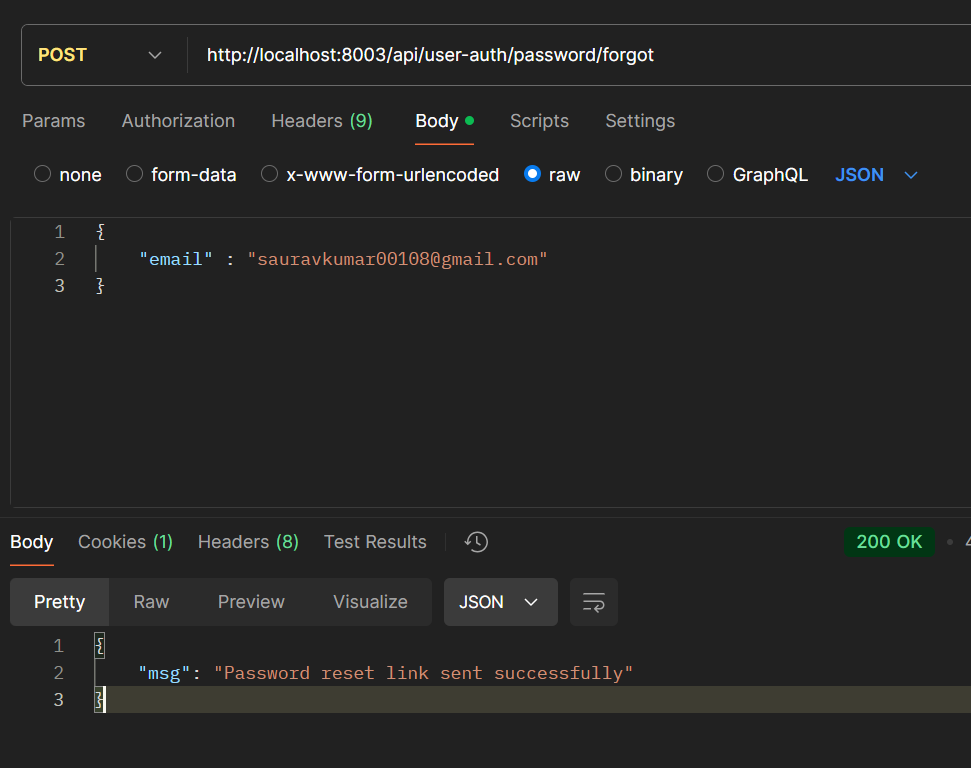 POST http://localhost:8003/api/user-auth/password/forgot
Params Authorization Headers (9) Body Scripts Settings
none form-data x-www-form-urlencoded raw binary GraphQL JSON
1 {
2 "email" : "sauravkumar00108@gmail.com"
3 }
Body Cookies (1) Headers (8) Test Results 200 OK
Pretty Raw Preview Visualize JSON
1 {
2 "msg": "Password reset link sent successfully"
3 }